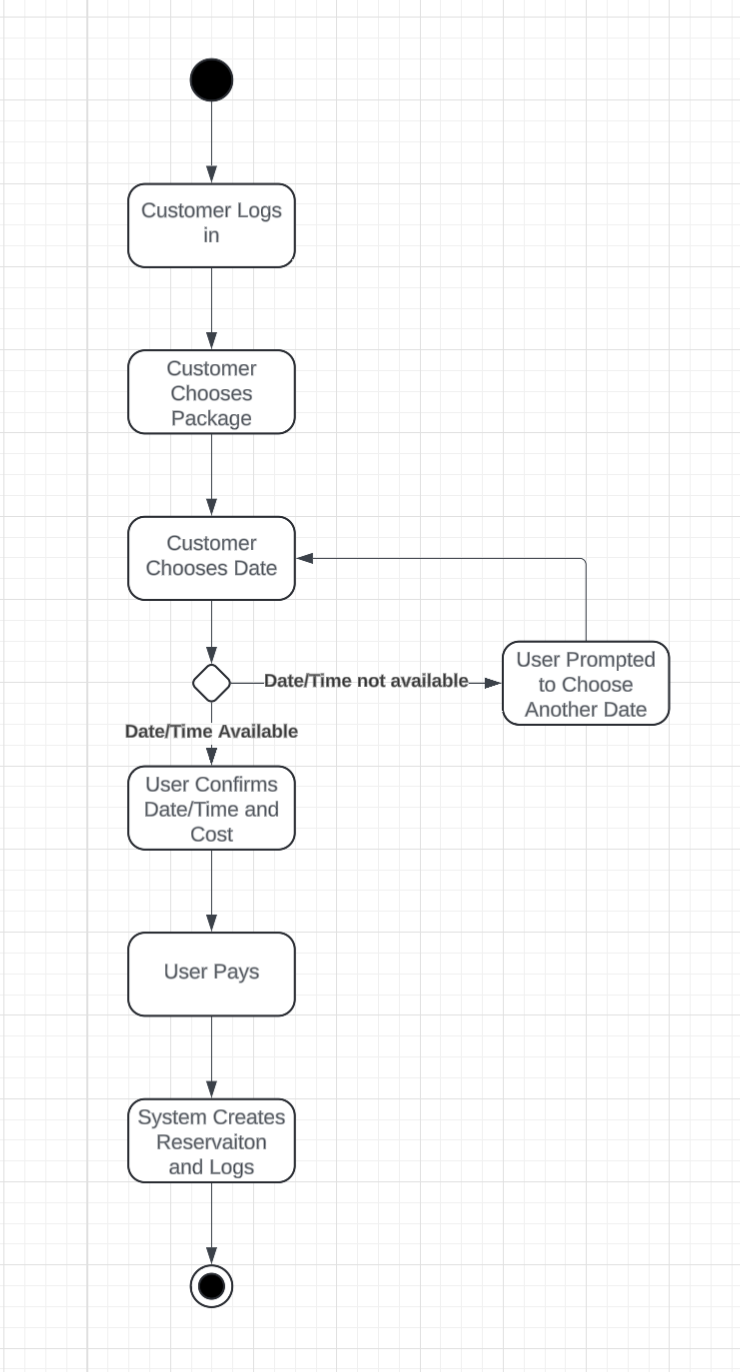 Customer Logs
in
Customer
Chooses
Package
Customer
Chooses Date
Date/Time not available
User Prompted
to Choose
Another Date
Date/Time Available
User Confirms
Date/Time and
Cost
User Pays
System Creates
Reservaiton
and Logs